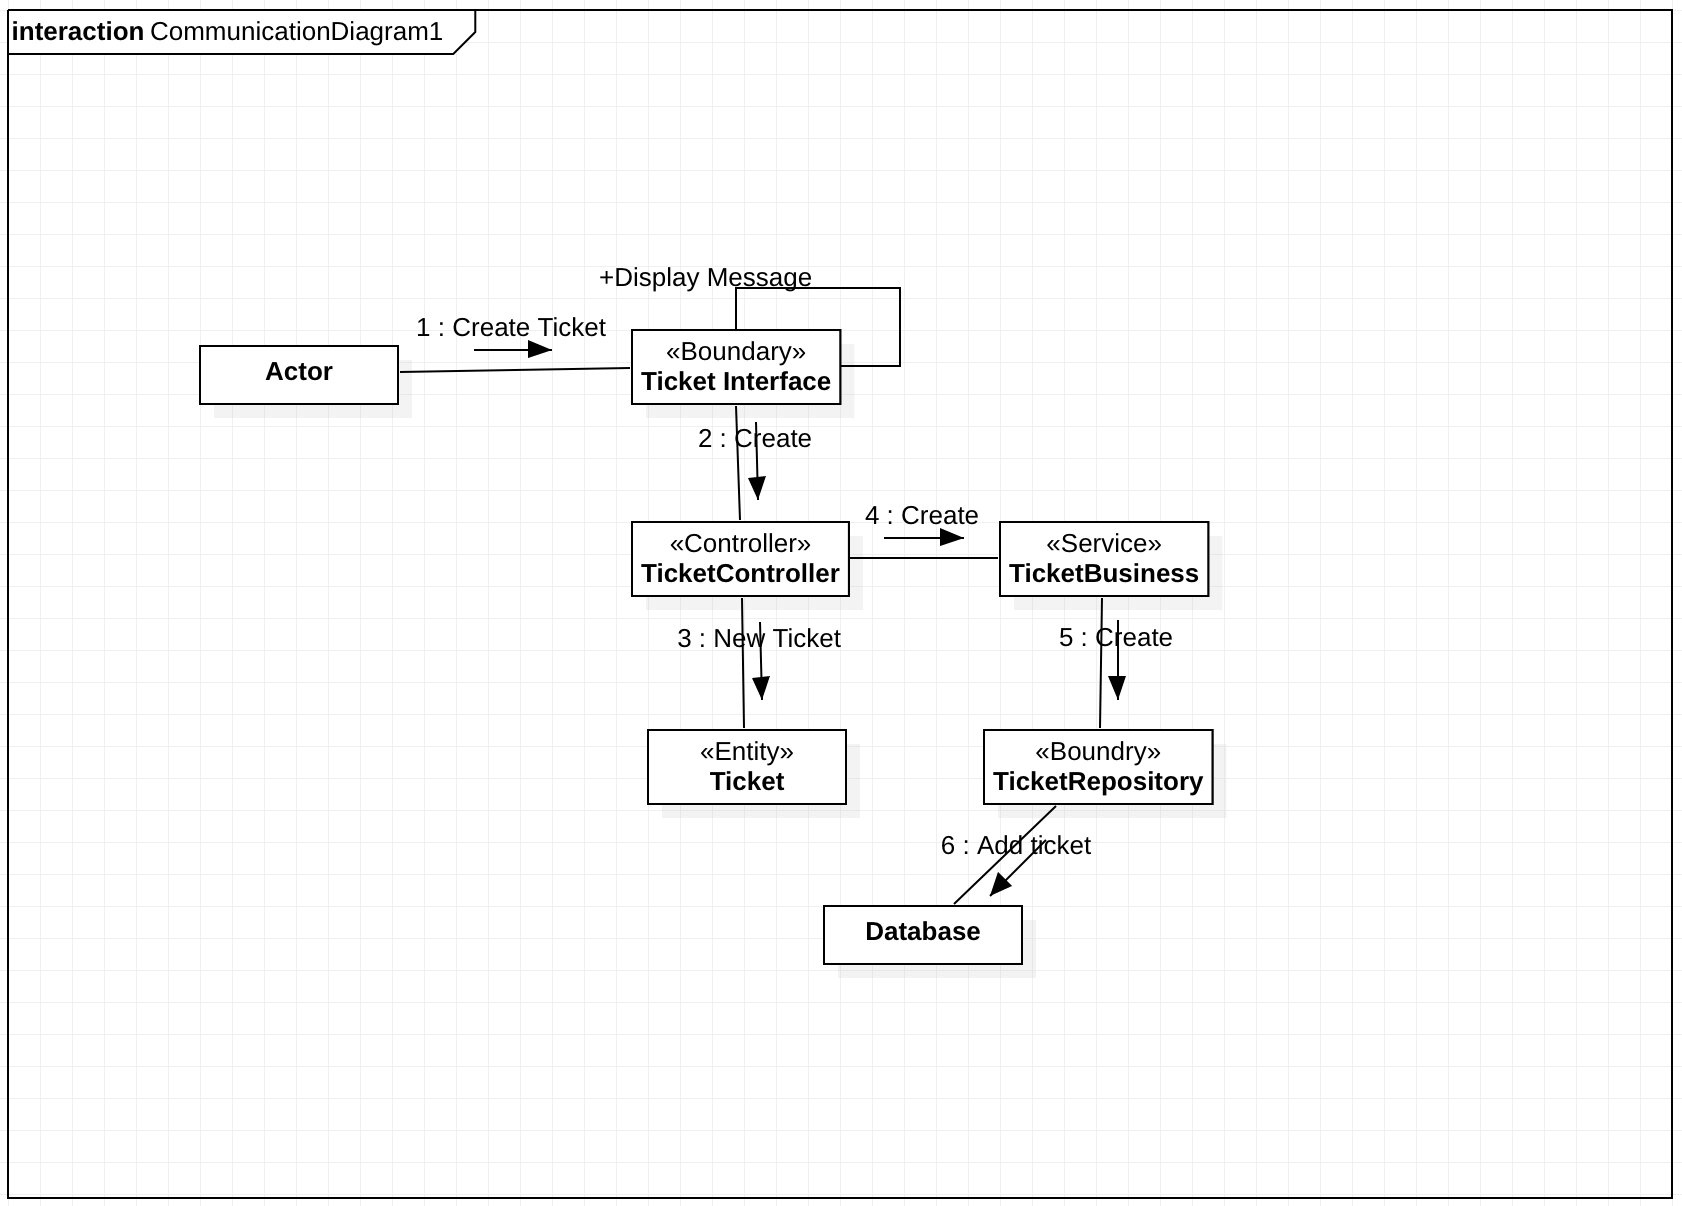 interaction CommunicationDiagram1
+Display Message
1 : Create Ticket
Actor
«Boundary»
Ticket Interface
2 : Create
4 : Create
«Controller»
TicketController
«Service»
TicketBusiness
3 : New Ticket
5 : Create
«Entity»
Ticket
«Boundry»
TicketRepository
6 : Add ticket
Database